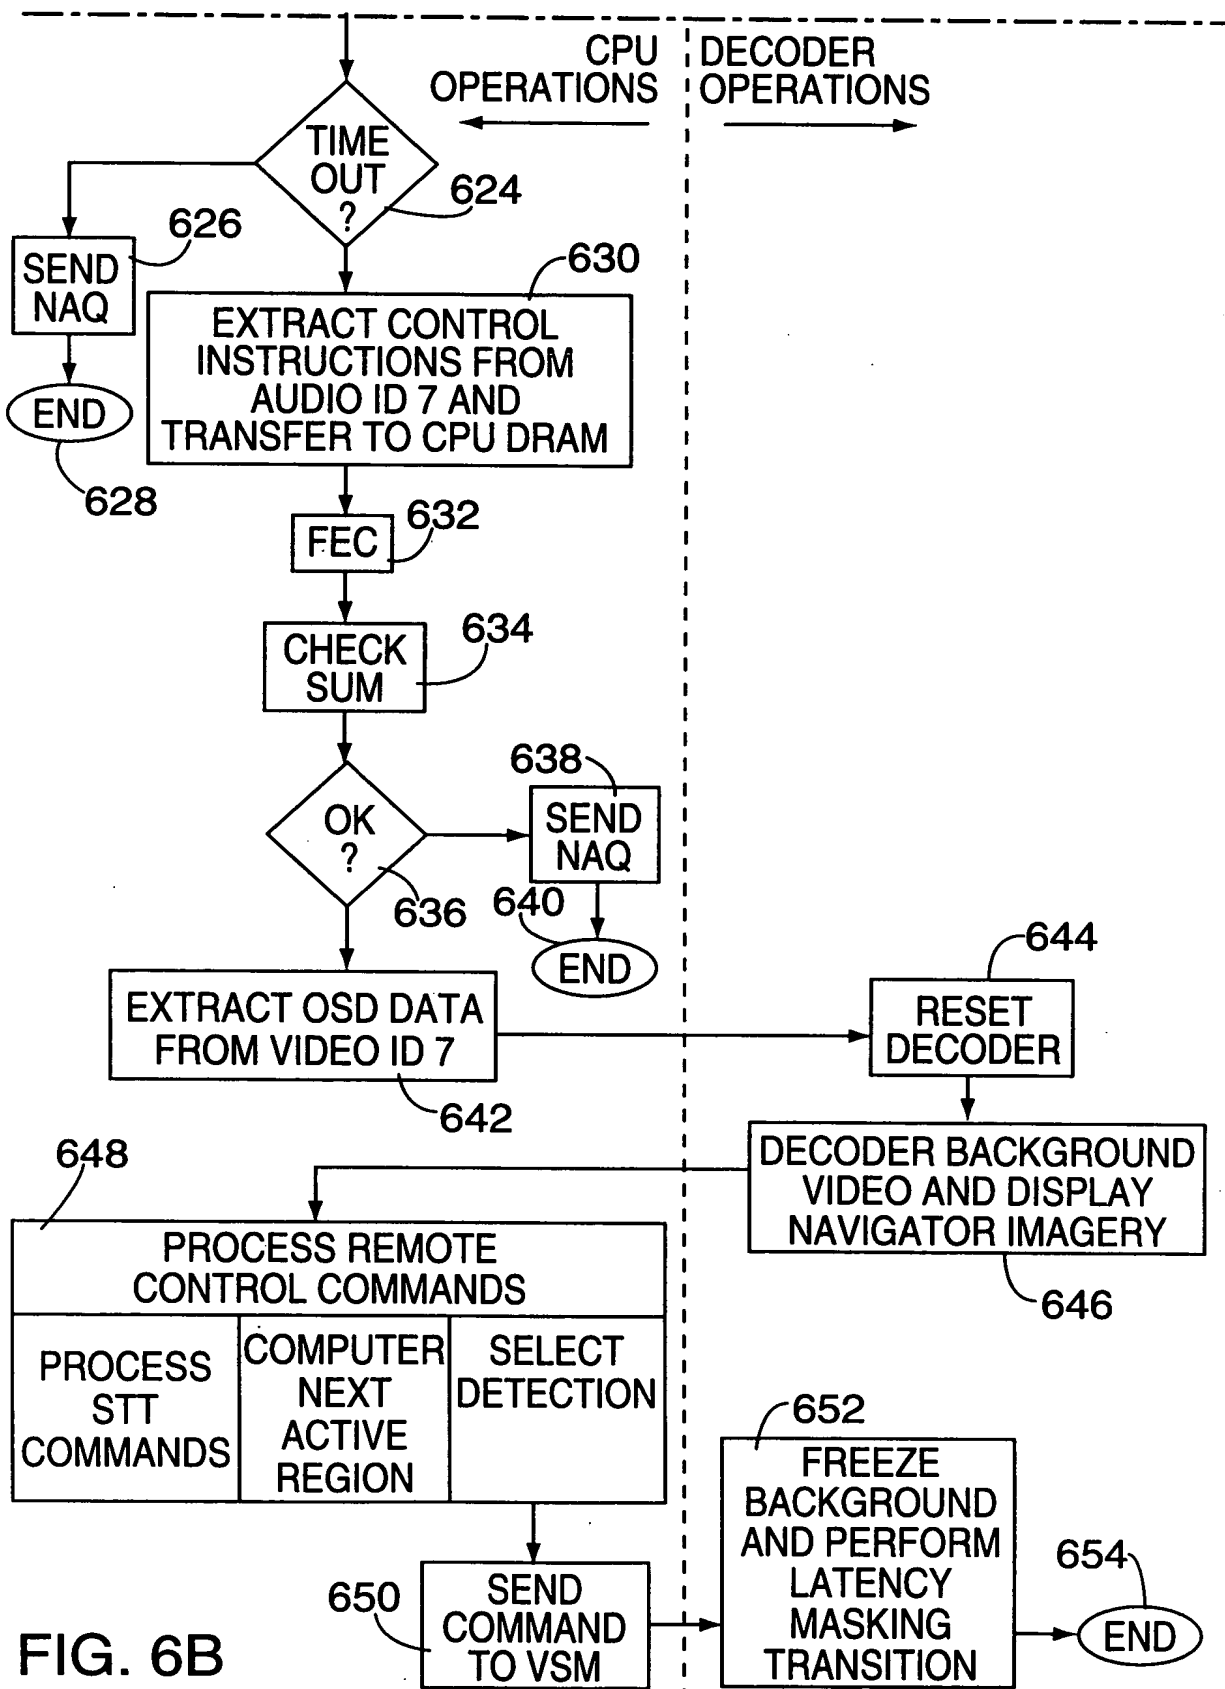 CPU
OPERATIONS
DECODER
OPERATIONS
TIME
OUT
?
624
626
SEND
NAQ
END
628
630
EXTRACT CONTROL
INSTRUCTIONS FROM
AUDIO ID 7 AND
TRANSFER TO CPU DRAM
632
FEC
634
CHECK
SUM
OK
?
636
638
SEND
NAQ
640
END
EXTRACT OSD DATA
FROM VIDEO ID 7
642
644
RESET
DECODER
DECODER BACKGROUND
VIDEO AND DISPLAY
NAVIGATOR IMAGERY
646
648
PROCESS REMOTE
CONTROL COMMANDS
PROCESS
STT
COMMANDS
COMPUTER
NEXT
ACTIVE
REGION
SELECT
DETECTION
650
SEND
COMMAND
TO VSM
652
FREEZE
BACKGROUND
AND PERFORM
LATENCY
MASKING
TRANSITION
654
END
FIG. 6B